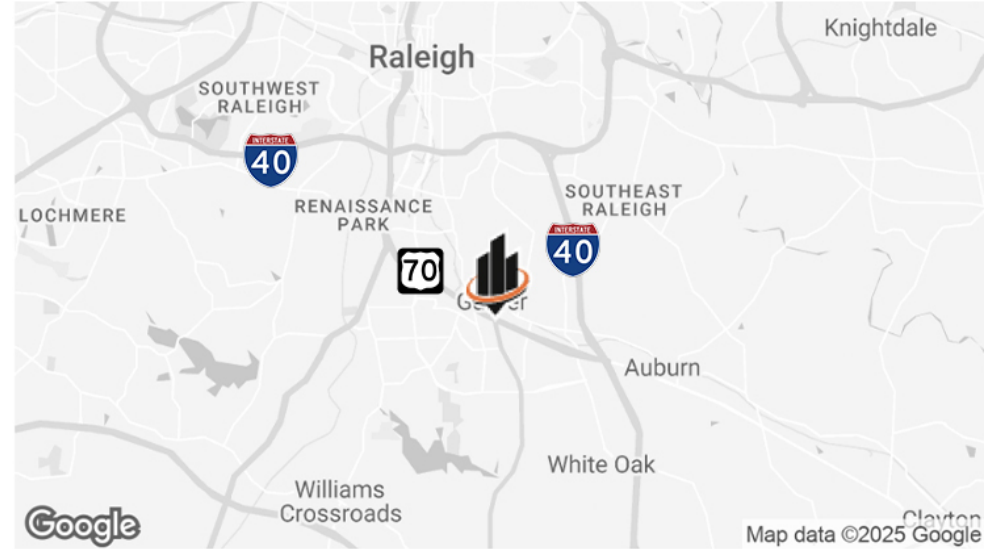 Knightdale
Raleigh
SOUTHWEST
RALEIGH
INTERSTATE
40
SOUTHEAST
RALEIGH
LOCHMERE
RENAISSANCE
PARK
INTERSTATE
40
70
Auburn
White Oak
Williams
Crossroads
Clayton
Google
Map data ©2025 Google